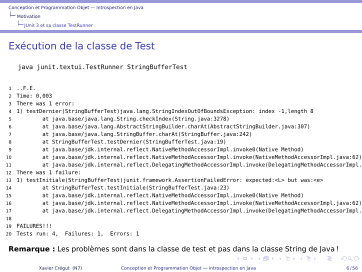 Conception et Programmation Objet — Introspection en Java
Motivation
JUnit 3 et sa classe TestRunner
Exécution de la classe de Test
java junit.textui.TestRunner StringBufferTest
1 ..F.E.
2 Time: 0,003
3 There was 1 error:
4 1) testDernier(StringBufferTest)java.lang.StringIndexOutOfBoundsException: index -1,length 8
5 at java.base/java.lang.String.checkIndex(String.java:3278)
6 at java.base/java.lang.AbstractStringBuilder.charAt(AbstractStringBuilder.java:307)
7 at java.base/java.lang.StringBuffer.charAt(StringBuffer.java:242)
8 at StringBufferTest.testDernier(StringBufferTest.java:19)
9 at java.base/jdk.internal.reflect.NativeMethodAccessorImpl.invoke0(Native Method)
10 at java.base/jdk.internal.reflect.NativeMethodAccessorImpl.invoke(NativeMethodAccessorImpl.java:62)
11 at java.base/jdk.internal.reflect.DelegatingMethodAccessorImpl.invoke(DelegatingMethodAccessorImpl.
12 There was 1 failure:
13 1) testInitiale(StringBufferTest)junit.framework.AssertionFailedError: expected:<L> but was:<e>
14 at StringBufferTest.testInitiale(StringBufferTest.java:23)
15 at java.base/jdk.internal.reflect.NativeMethodAccessorImpl.invoke0(Native Method)
16 at java.base/jdk.internal.reflect.NativeMethodAccessorImpl.invoke(NativeMethodAccessorImpl.java:62)
17 at java.base/jdk.internal.reflect.DelegatingMethodAccessorImpl.invoke(DelegatingMethodAccessorImpl.
18
19 FAILURES!!!
20 Tests run: 4, Failures: 1, Errors: 1
Remarque : Les problèmes sont dans la classe de test et pas dans la classe String de Java !
Xavier Crégut (N7) Conception et Programmation Objet — Introspection en Java 6 / 56